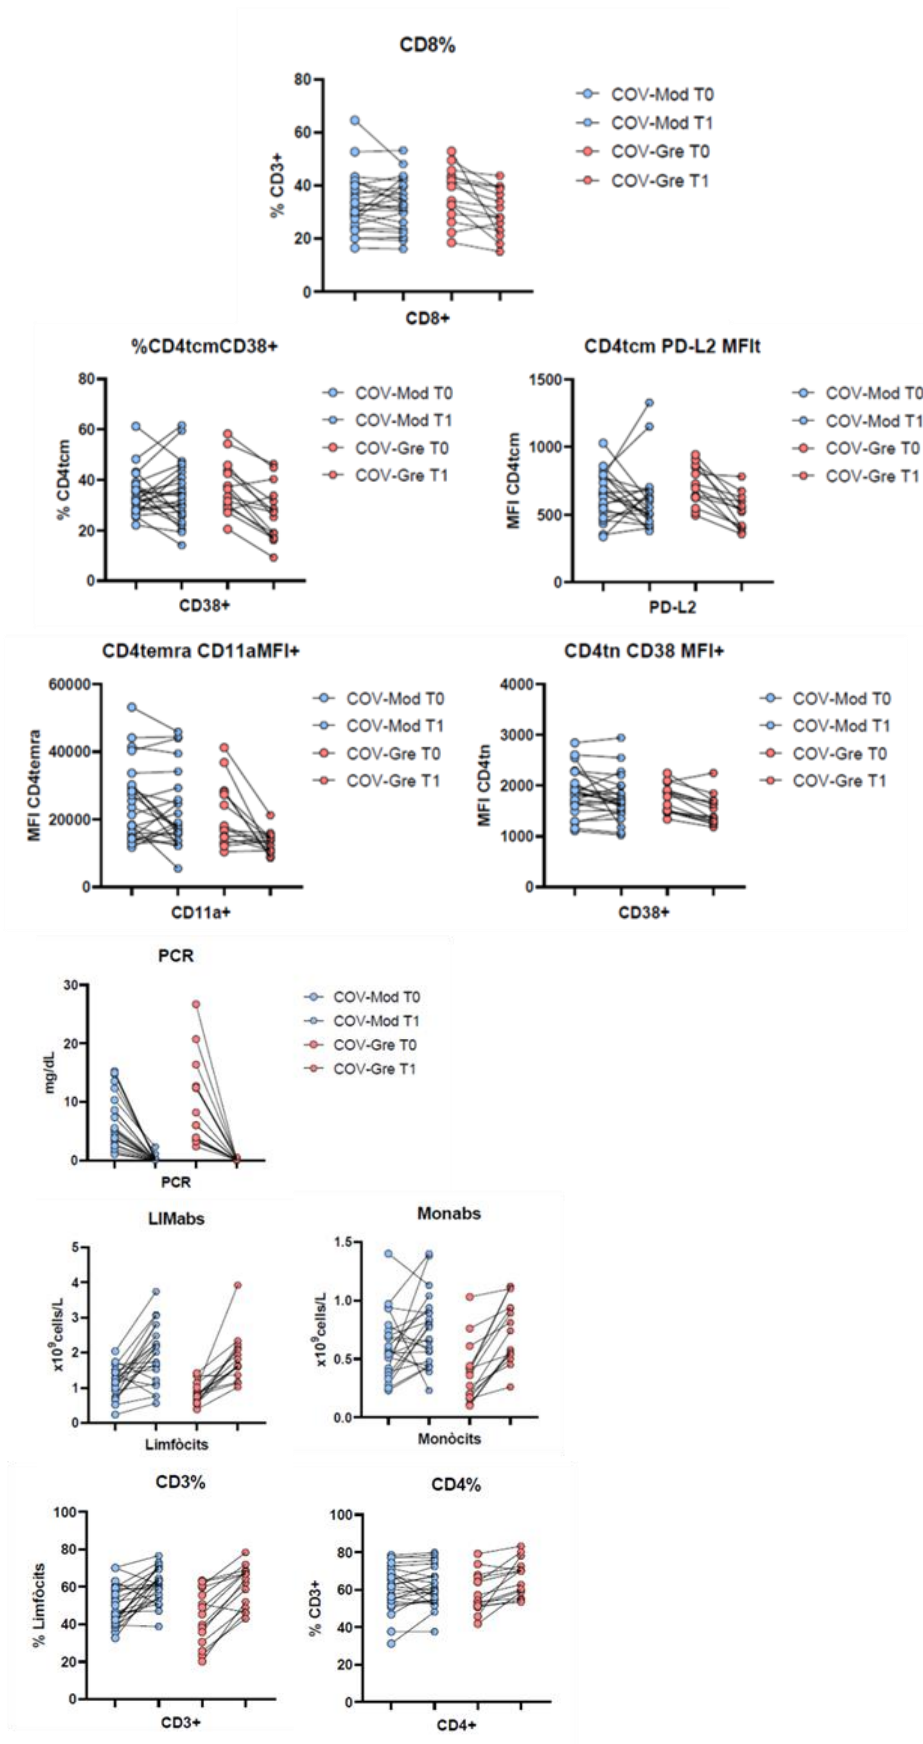 CD8%
80
60
40
20
0
% CD3+
CD8+
COV-Mod T0
COV-Mod T1
COV-Gre T0
COV-Gre T1
%CD4tcmCD38+
80
60
40
20
0
% CD4tcm
CD38+
COV-Mod T0
COV-Mod T1
COV-Gre T0
COV-Gre T1
CD4tcm PD-L2 MFIt
1500
1000
500
0
MFI CD4tcm
PD-L2
COV-Mod T0
COV-Mod T1
COV-Gre T0
COV-Gre T1
CD4temra CD11aMFI+
60000
40000
20000
0
MFI CD4temra
CD11a+
COV-Mod T0
COV-Mod T1
COV-Gre T0
COV-Gre T1
CD4tn CD38 MFI+
4000
3000
2000
1000
0
MFI CD4tn
CD38+
COV-Mod T0
COV-Mod T1
COV-Gre T0
COV-Gre T1
PCR
30
20
10
0
mg/dL
PCR
COV-Mod T0
COV-Mod T1
COV-Gre T0
COV-Gre T1
LIMabs
5
4
3
2
1
0
x10⁹cells/L
Limfòcits
Monabs
1.5
1.0
0.5
0.0
x10⁹cells/L
Monòcits
CD3%
100
80
60
40
20
0
% Limfòcits
CD3+
CD4%
100
80
60
40
20
0
% CD3+
CD4+